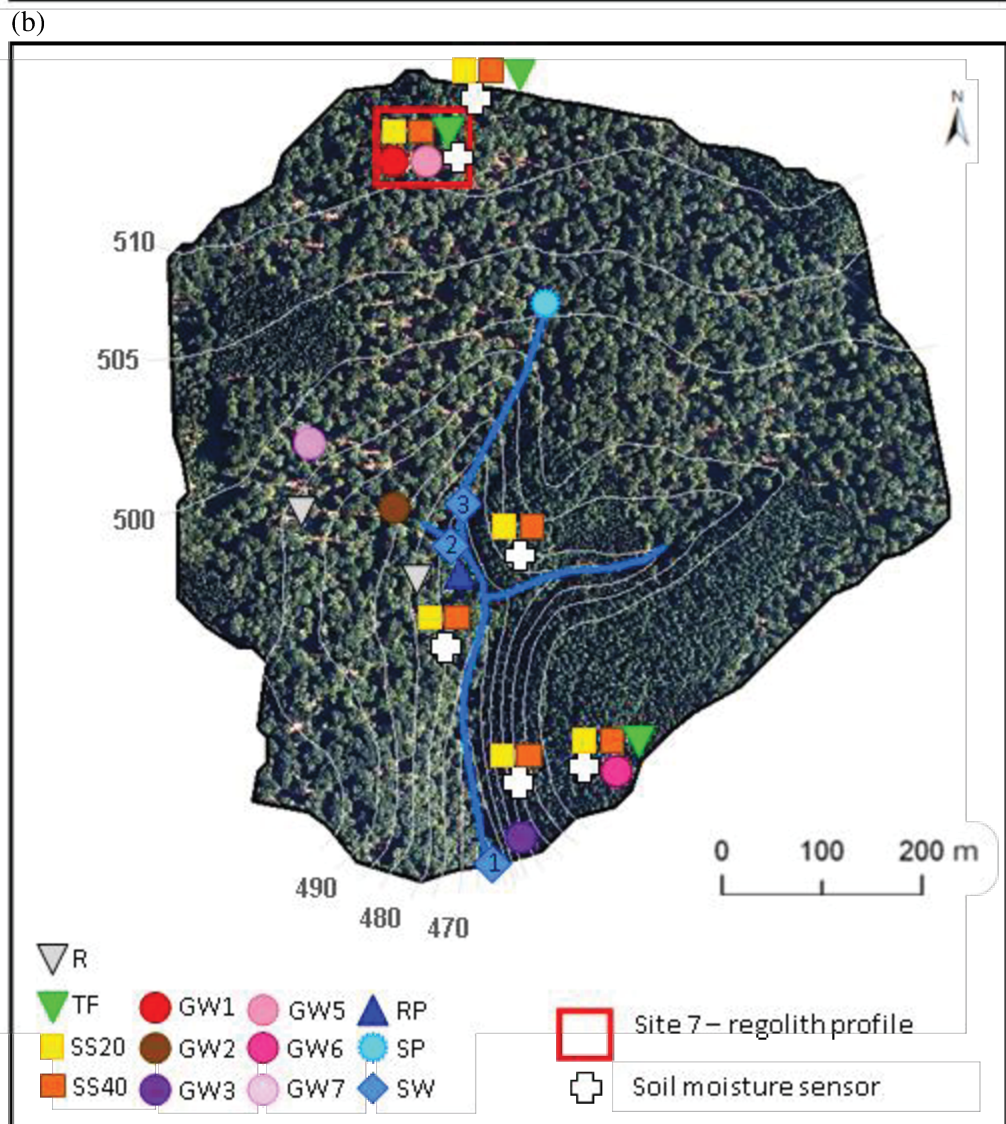 (b)
N
510
505
500
3
2
1
0 100 200 m
490
480
470
R
TF GW1 GW5 RP
SS20 GW2 GW6 SP
SS40 GW3 GW7 SW
Site 7 – regolith profile
Soil moisture sensor